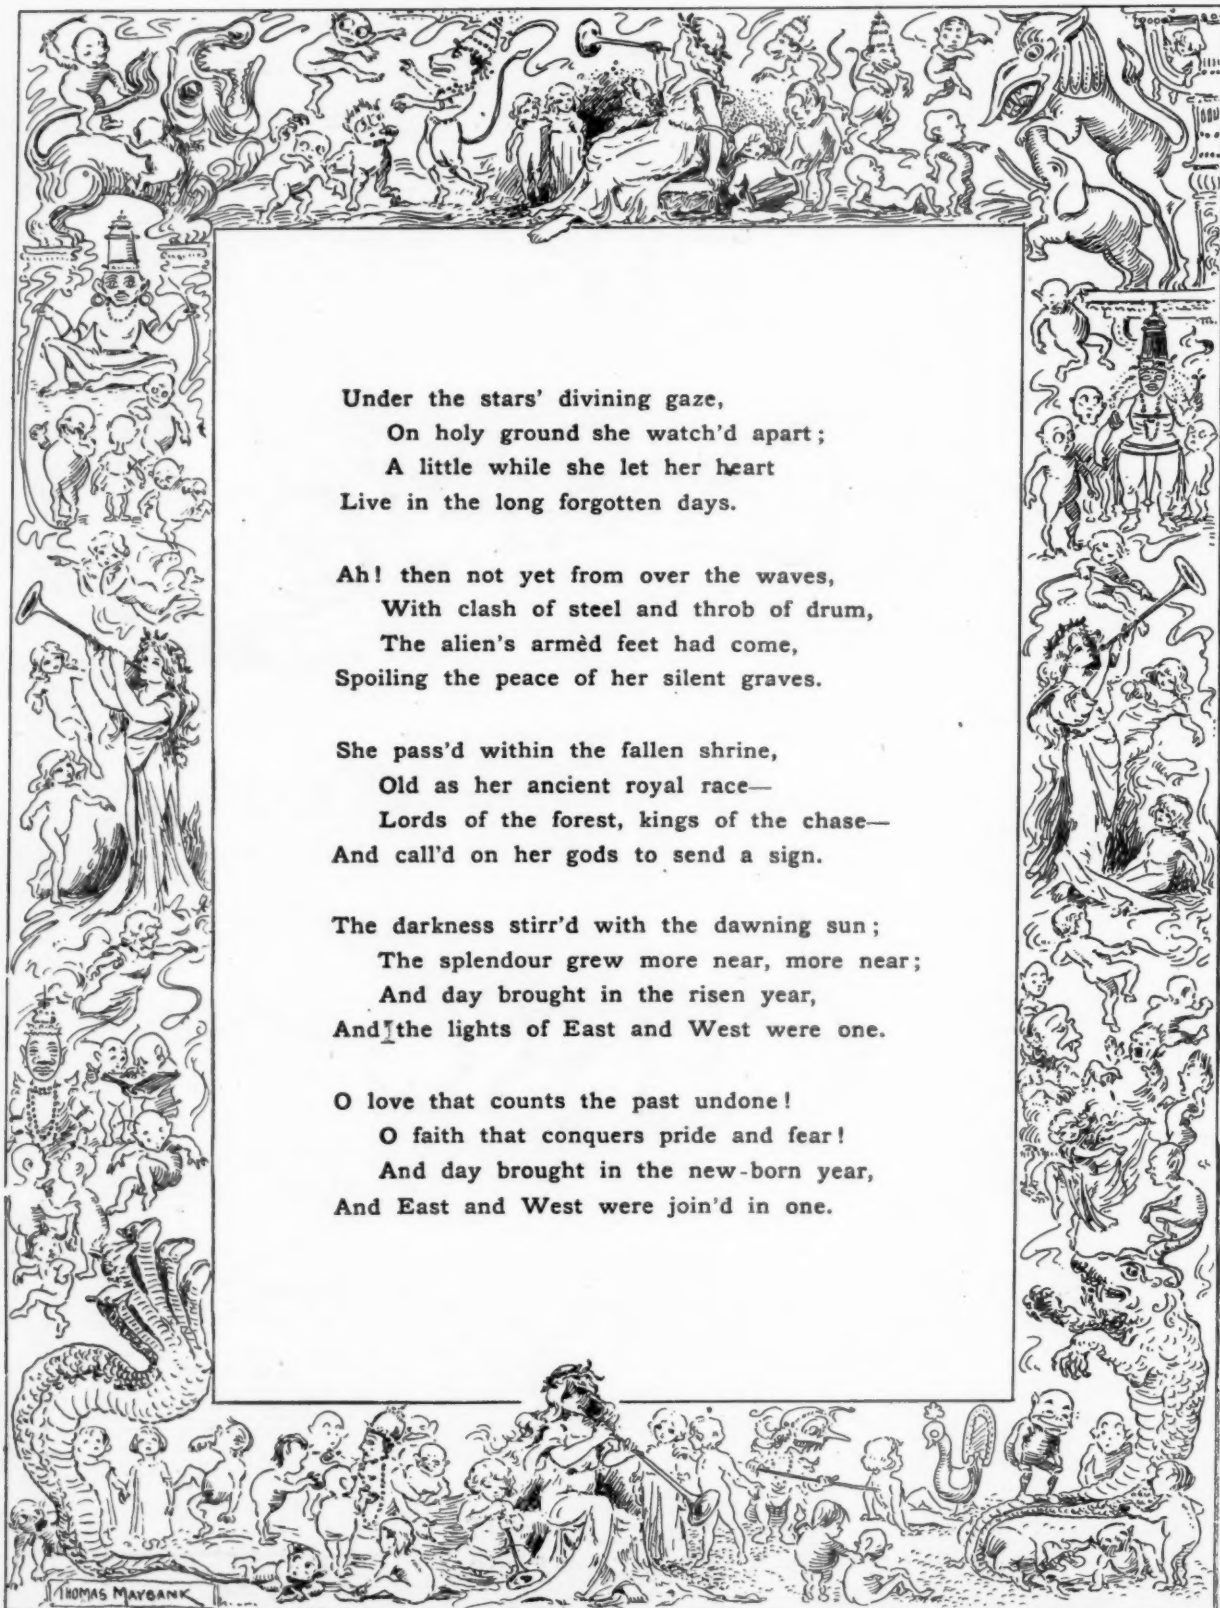 Under the stars' divining gaze,
On holy ground she watch'd apart;
A little while she let her heart
Live in the long forgotten days.

Ah! then not yet from over the waves,
With clash of steel and throb of drum,
The alien's armèd feet had come,
Spoiling the peace of her silent graves.

She pass'd within the fallen shrine,
Old as her ancient royal race—
Lords of the forest, kings of the chase—
And call'd on her gods to send a sign.

The darkness stirr'd with the dawning sun;
The splendour grew more near, more near;
And day brought in the risen year,
And the lights of East and West were one.

O love that counts the past undone!
O faith that conquers pride and fear!
And day brought in the new-born year,
And East and West were join'd in one.

THOMAS MAYBANK